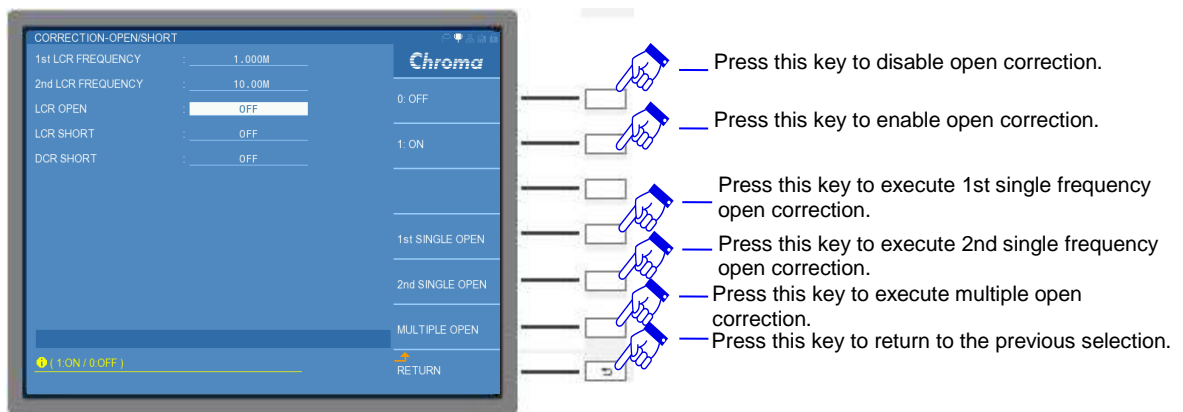 CORRECTION-OPEN/SHORT
Chroma
1st LCR FREQUENCY : 1.000M
2nd LCR FREQUENCY : 10.00M
LCR OPEN : OFF
LCR SHORT : OFF
DCR SHORT : OFF
( 1:ON / 0:OFF )
0: OFF
1: ON
1st SINGLE OPEN
2nd SINGLE OPEN
MULTIPLE OPEN
RETURN
Press this key to disable open correction.
Press this key to enable open correction.
Press this key to execute 1st single frequency
open correction.
Press this key to execute 2nd single frequency
open correction.
Press this key to execute multiple open
correction.
Press this key to return to the previous selection.